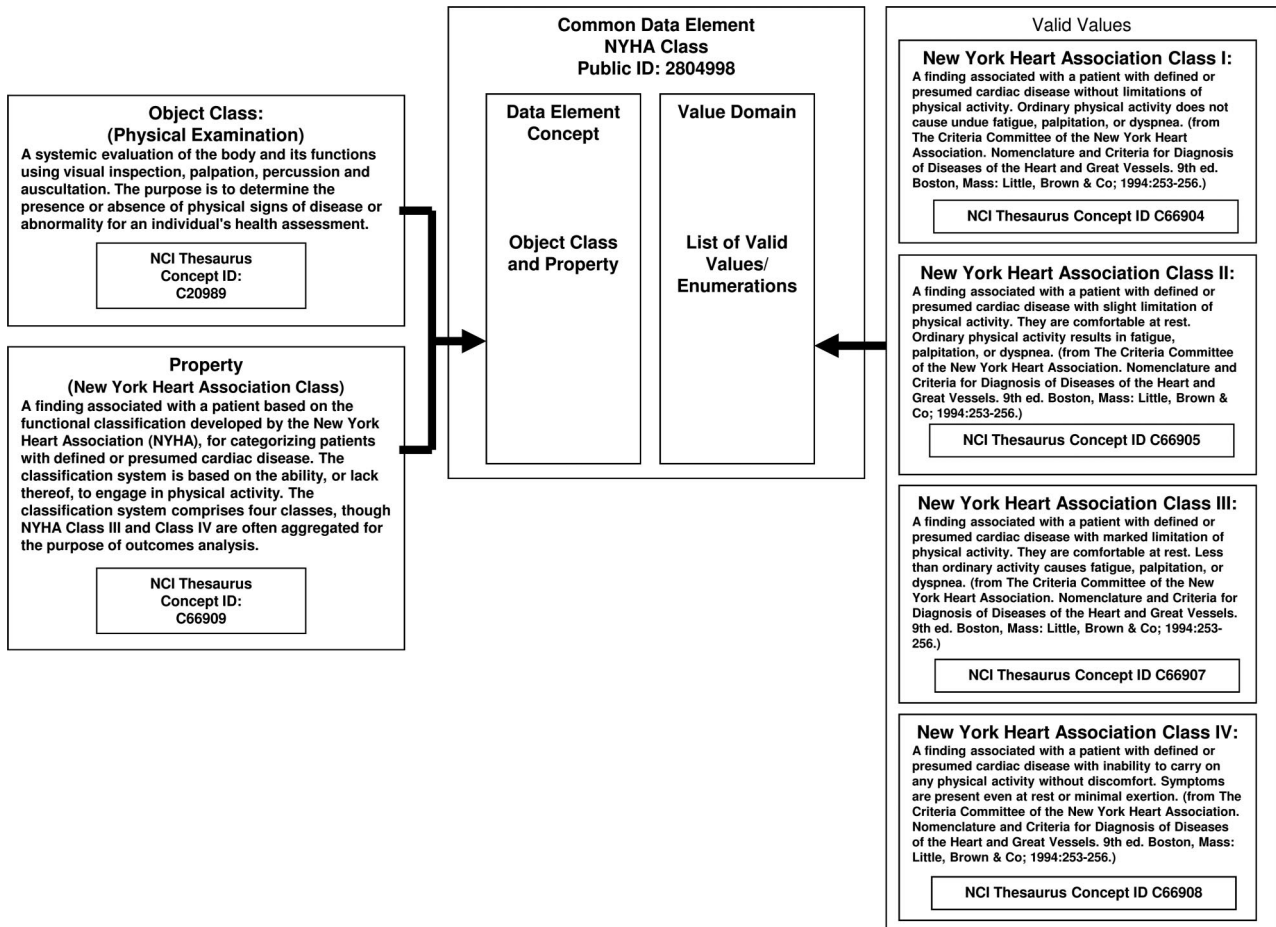 Object Class:
(Physical Examination)
A systemic evaluation of the body and its functions
using visual inspection, palpation, percussion and
auscultation. The purpose is to determine the
presence or absence of physical signs of disease or
abnormality for an individual's health assessment.
NCI Thesaurus
Concept ID:
C20989
Property
(New York Heart Association Class)
A finding associated with a patient based on the
functional classification developed by the New York
Heart Association (NYHA), for categorizing patients
with defined or presumed cardiac disease. The
classification system is based on the ability, or lack
thereof, to engage in physical activity. The
classification system comprises four classes, though
NYHA Class III and Class IV are often aggregated for
the purpose of outcomes analysis.
NCI Thesaurus
Concept ID:
C66909
Common Data Element
NYHA Class
Public ID: 2804998
Data Element
Concept
Object Class
and Property
Value Domain
List of Valid
Values/
Enumerations
Valid Values
New York Heart Association Class I:
A finding associated with a patient with defined or
presumed cardiac disease without limitations of
physical activity. Ordinary physical activity does not
cause undue fatigue, palpitation, or dyspnea. (from
The Criteria Committee of the New York Heart
Association. Nomenclature and Criteria for Diagnosis
of Diseases of the Heart and Great Vessels. 9th ed.
Boston, Mass: Little, Brown & Co; 1994:253-256.)
NCI Thesaurus Concept ID C66904
New York Heart Association Class II:
A finding associated with a patient with defined or
presumed cardiac disease with slight limitation of
physical activity. They are comfortable at rest.
Ordinary physical activity results in fatigue,
palpitation, or dyspnea. (from The Criteria Committee
of the New York Heart Association. Nomenclature and
Criteria for Diagnosis of Diseases of the Heart and
Great Vessels. 9th ed. Boston, Mass: Little, Brown &
Co; 1994:253-256.)
NCI Thesaurus Concept ID C66905
New York Heart Association Class III:
A finding associated with a patient with defined or
presumed cardiac disease with marked limitation of
physical activity. They are comfortable at rest. Less
than ordinary activity causes fatigue, palpitation, or
dyspnea. (from The Criteria Committee of the New
York Heart Association. Nomenclature and Criteria for
Diagnosis of Diseases of the Heart and Great Vessels.
9th ed. Boston, Mass: Little, Brown & Co; 1994:253-
256.)
NCI Thesaurus Concept ID C66907
New York Heart Association Class IV:
A finding associated with a patient with defined or
presumed cardiac disease with inability to carry on
any physical activity without discomfort. Symptoms
are present even at rest or minimal exertion. (from The
Criteria Committee of the New York Heart Association.
Nomenclature and Criteria for Diagnosis of Diseases
of the Heart and Great Vessels. 9th ed. Boston, Mass:
Little, Brown & Co; 1994:253-256.)
NCI Thesaurus Concept ID C66908